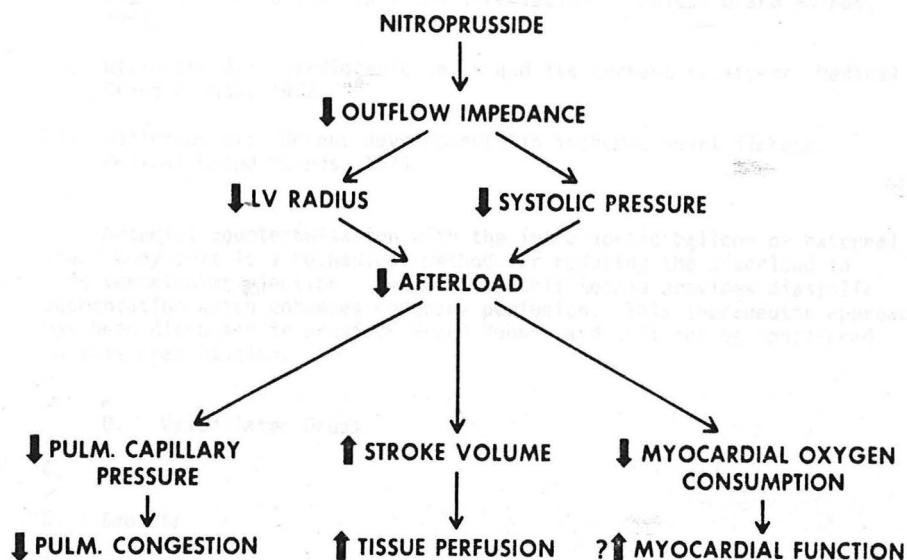 NITROPRUSSIDE
⬇OUTFLOW IMPEDANCE
⬇LV RADIUS ⬇SYSTOLIC PRESSURE
⬇AFTERLOAD
⬇PULM. CAPILLARY
PRESSURE
⬆STROKE VOLUME
⬇MYOCARDIAL OXYGEN
CONSUMPTION
⬇PULM. CONGESTION
⬆TISSUE PERFUSION
?⬆MYOCARDIAL FUNCTION